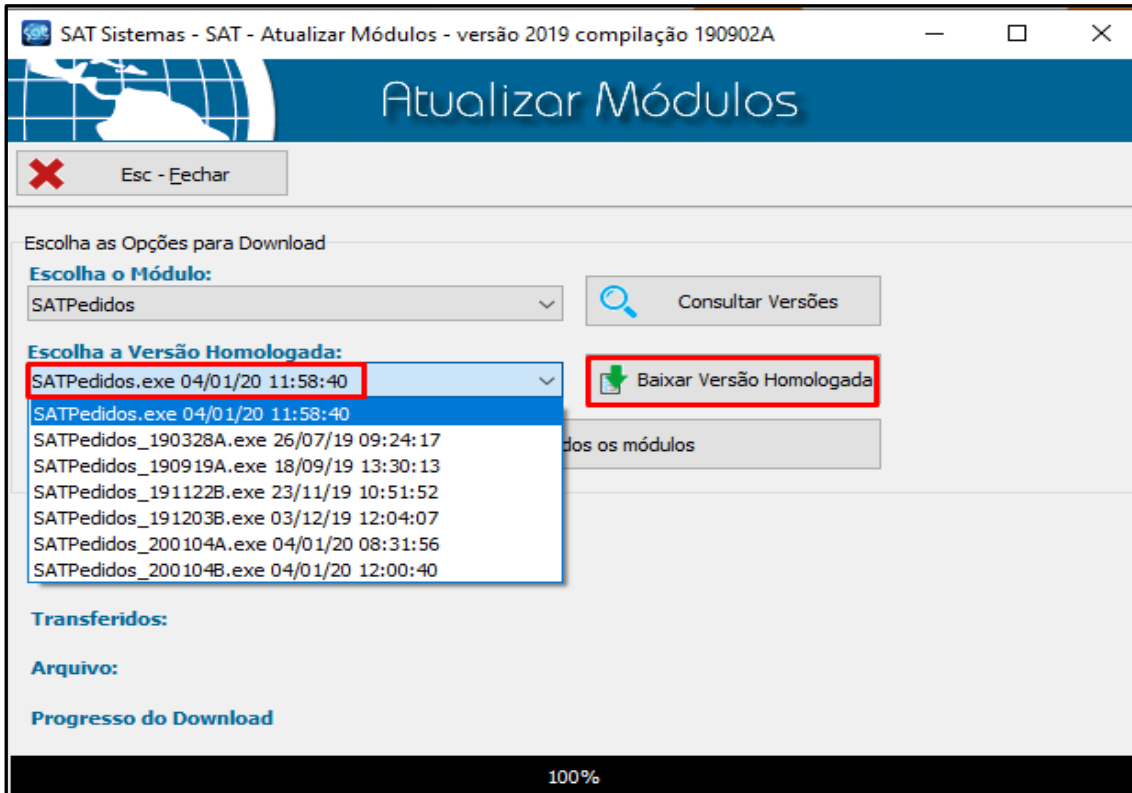 SAT Sistemas - SAT - Atualizar Módulos - versão 2019 compilação 190902A
Atualizar Módulos
Esc - Fechar
Escolha as Opções para Download
Escolha o Módulo:
SATPedidos
Consultar Versões
Escolha a Versão Homologada:
SATPedidos.exe 04/01/20 11:58:40
Baixar Versão Homologada
SATPedidos.exe 04/01/20 11:58:40
SATPedidos_190328A.exe 26/07/19 09:24:17
os módulos
SATPedidos_190919A.exe 18/09/19 13:30:13
SATPedidos_191122B.exe 23/11/19 10:51:52
SATPedidos_191203B.exe 03/12/19 12:04:07
SATPedidos_200104A.exe 04/01/20 08:31:56
SATPedidos_200104B.exe 04/01/20 12:00:40
Transferidos:
Arquivo:
Progresso do Download
100%